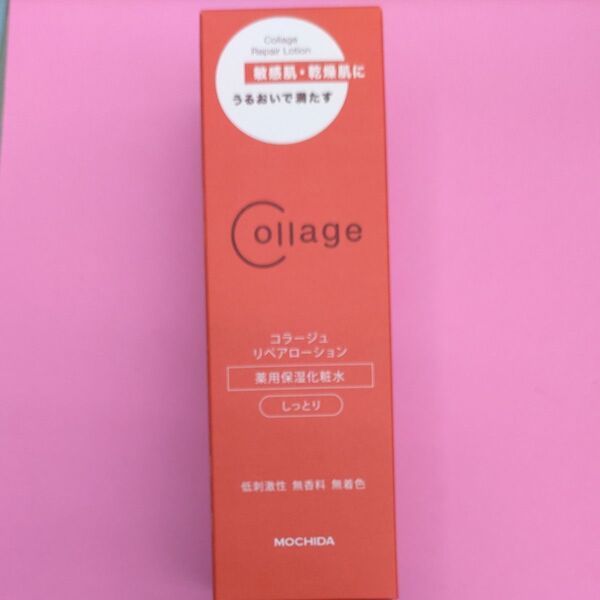 Collage
Repair Lotion
敏感肌・乾燥肌に
うるおいで満たす
Collage
コラージュ
リペアローション
薬用保湿化粧水
しっとり
低刺激性 無香料 無着色
MOCHIDA